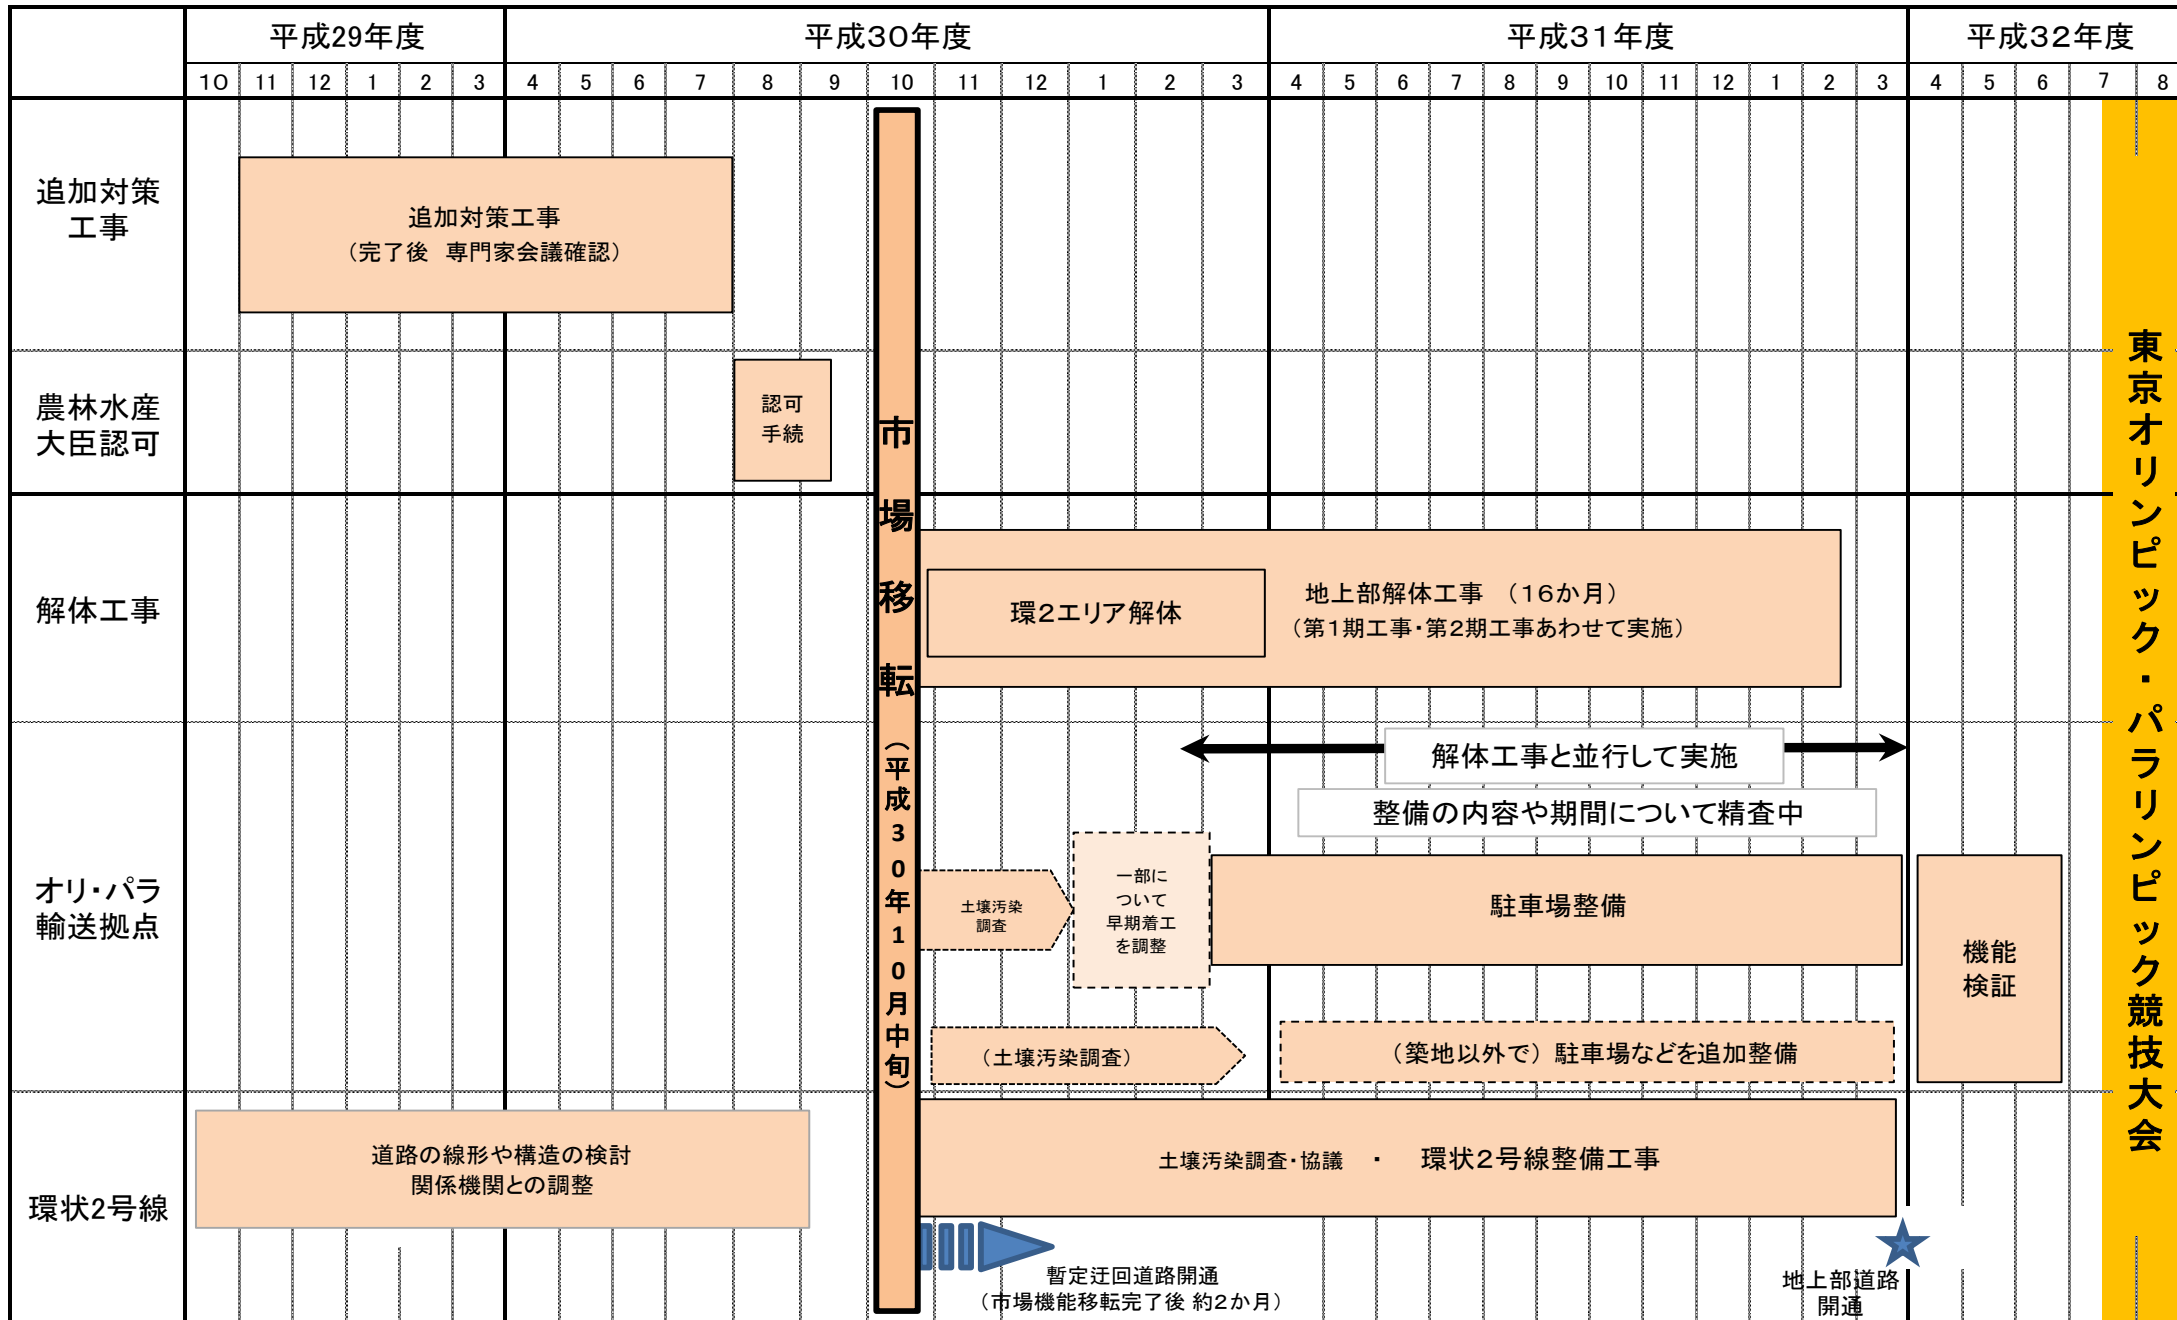 平成29年度 平成30年度 平成31年度 平成32年度
10 11 12 1 2 3 4 5 6 7 8 9 10 11 12 1 2 3 4 5 6 7 8 9 10 11 12 1 2 3 4 5 6 7 8
追加対策
工事
追加対策工事
（完了後　専門家会議確認）
農林水産
大臣認可
認可
手続
市場移転（平成30年10月中旬）
解体工事
環2エリア解体
地上部解体工事　（16か月）
（第1期工事・第2期工事あわせて実施）
オリ・パラ
輸送拠点
解体工事と並行して実施
整備の内容や期間について精査中
土壌汚染
調査
一部に
ついて
早期着工
を調整
駐車場整備
機能
検証
（土壌汚染調査）
（築地以外で）駐車場などを追加整備
環状2号線
道路の線形や構造の検討
関係機関との調整
土壌汚染調査・協議　・　環状2号線整備工事
暫定迂回道路開通
（市場機能移転完了後 約2か月）
地上部道路
開通
東京オリンピック・パラリンピック競技大会